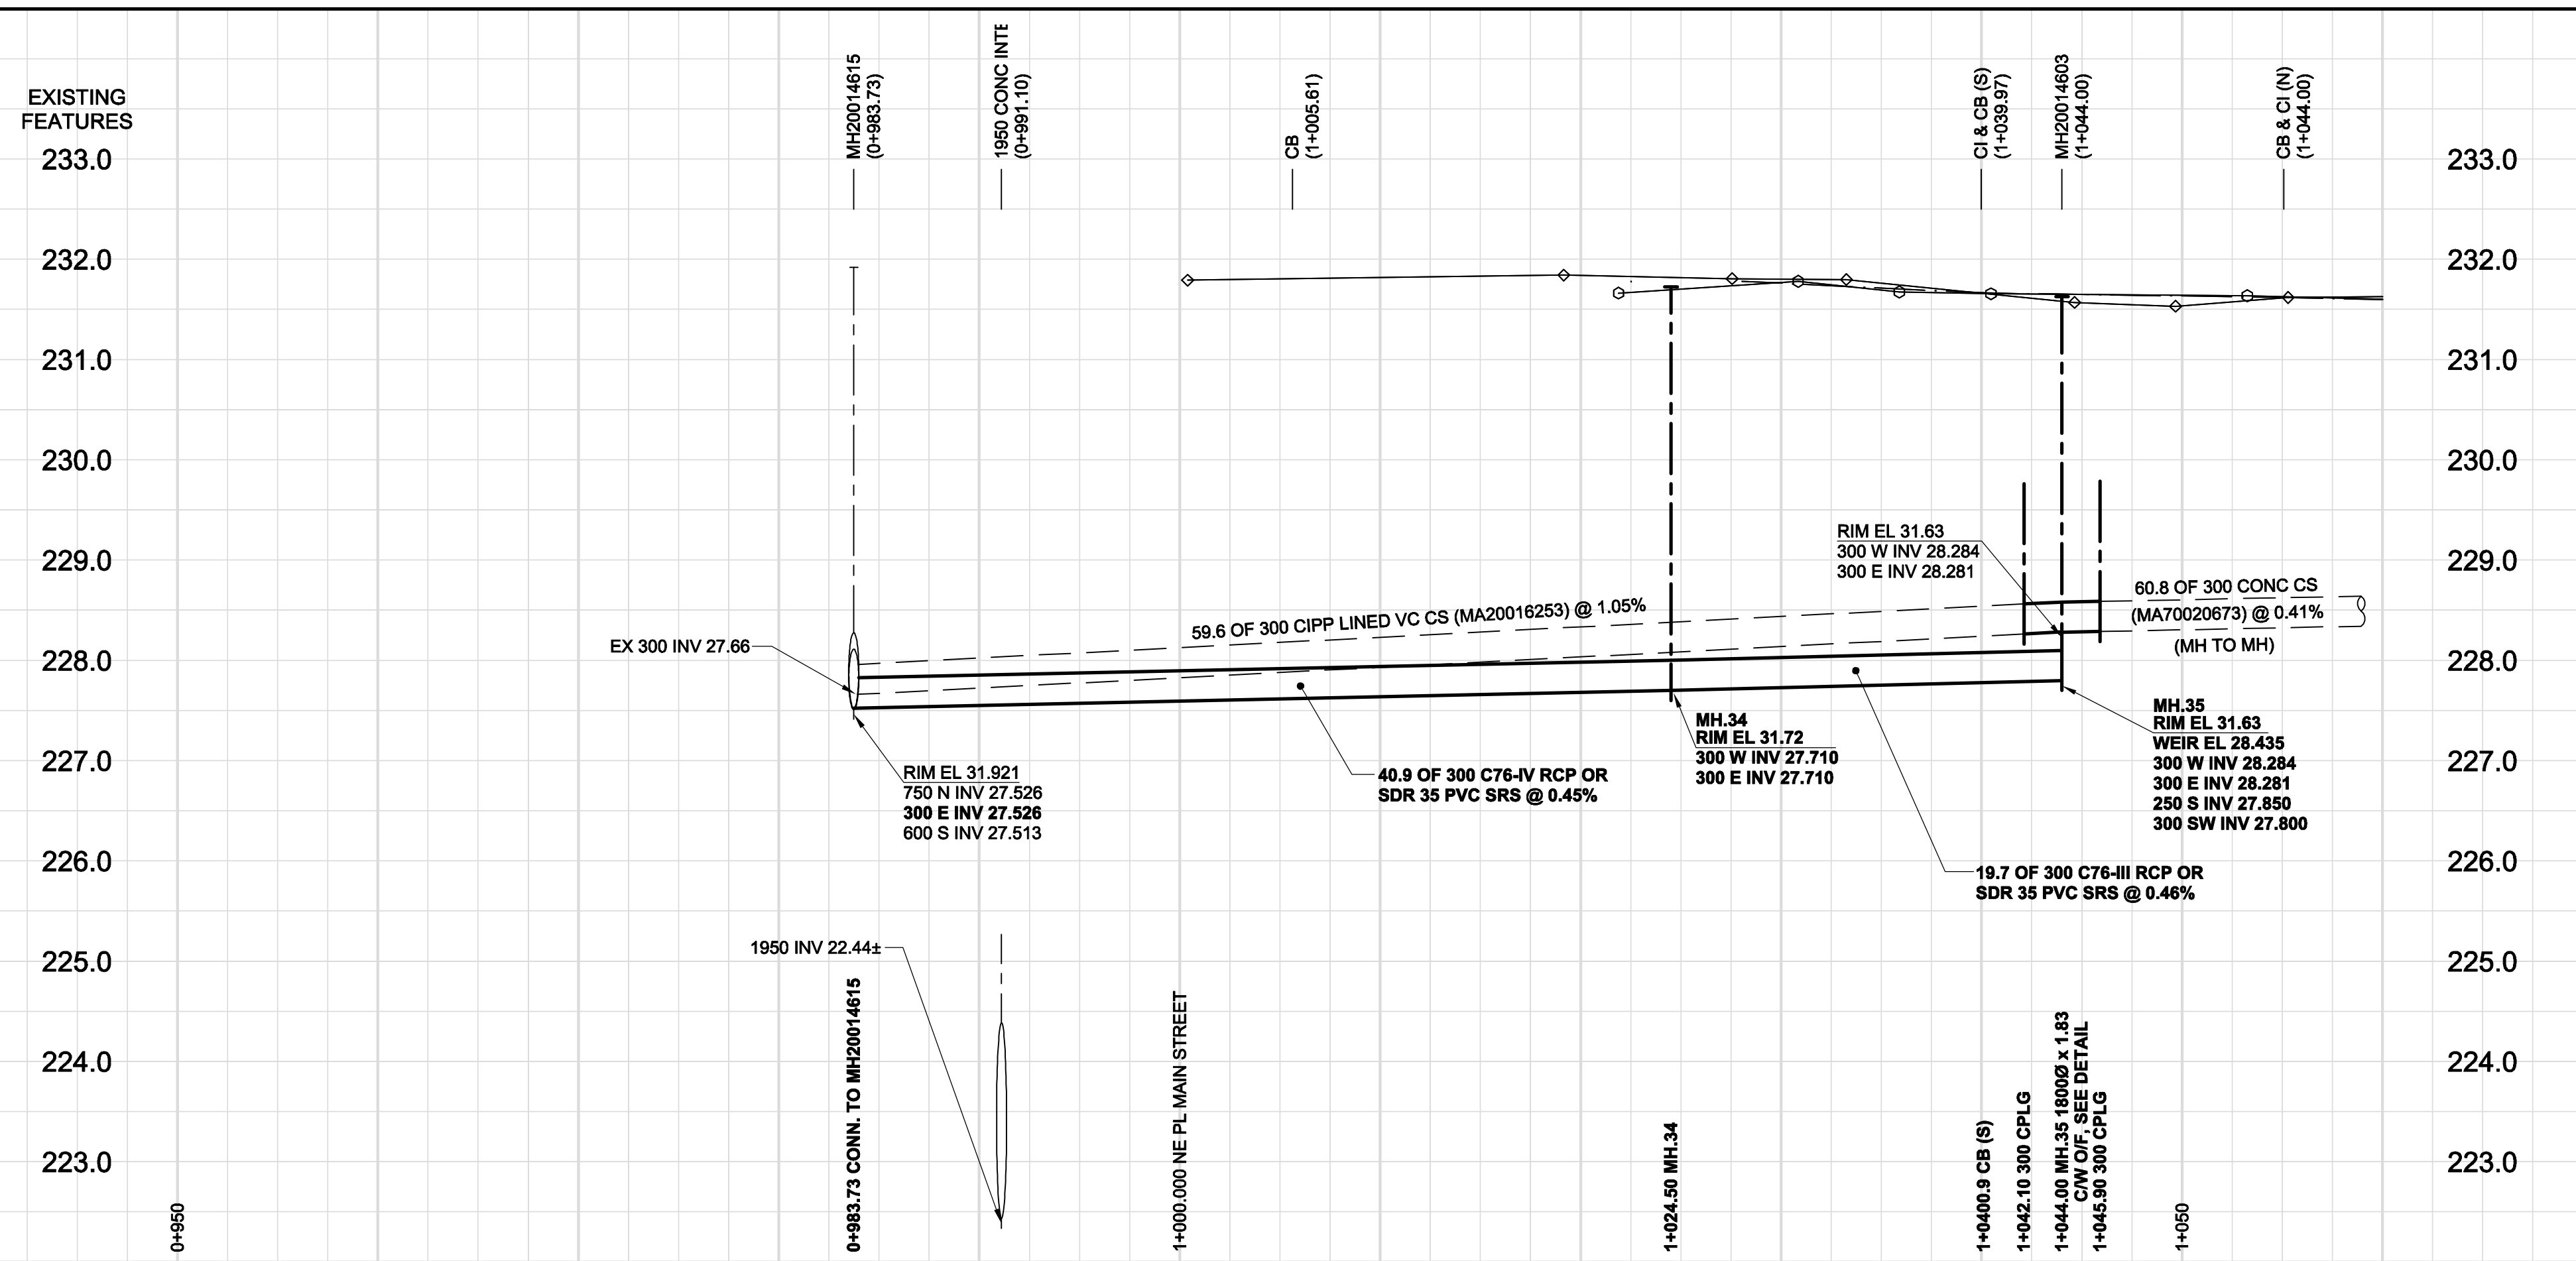 EXISTING
FEATURES
MH20014615
(0+983.73)
1950 CONC INTE
(0+991.10)
CB
(1+005.61)
CI & CB (S)
(1+039.97)
MH20014603
(1+044.00)
CB & CI (N)
(1+044.00)
233.0
233.0
232.0
232.0
231.0
231.0
230.0
230.0
229.0
229.0
228.0
228.0
227.0
227.0
226.0
226.0
225.0
225.0
224.0
224.0
223.0
223.0
RIM EL 31.63
300 W INV 28.284
300 E INV 28.281
59.6 OF 300 CIPP LINED VC CS (MA20016253) @ 1.05%
60.8 OF 300 CONC CS
(MA70020673) @ 0.41%
(MH TO MH)
EX 300 INV 27.66
RIM EL 31.921
750 N INV 27.526
300 E INV 27.526
600 S INV 27.513
40.9 OF 300 C76-IV RCP OR
SDR 35 PVC SRS @ 0.45%
MH.34
RIM EL 31.72
300 W INV 27.710
300 E INV 27.710
MH.35
RIM EL 31.63
WEIR EL 28.435
300 W INV 28.284
300 E INV 28.281
250 S INV 27.850
300 SW INV 27.800
19.7 OF 300 C76-III RCP OR
SDR 35 PVC SRS @ 0.46%
1950 INV 22.44±
0+950
0+983.73 CONN. TO MH20014615
1+000.000 NE PL MAIN STREET
1+024.50 MH.34
1+0400.9 CB (S)
1+042.10 300 CPLG
1+044.00 MH.35 1800Ø x 1.83
C/W O/F, SEE DETAIL
1+045.90 300 CPLG
1+050